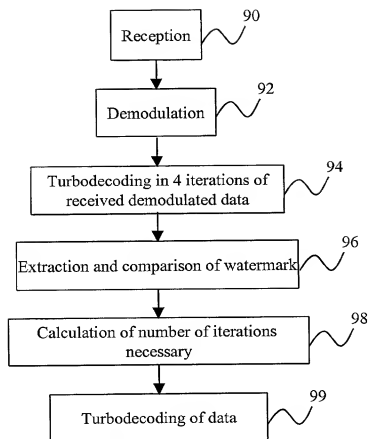 Reception
90
Demodulation
92
Turbodecoding in 4 iterations of
received demodulated data
94
Extraction and comparison of watermark
96
Calculation of number of iterations
necessary
98
Turbodecoding of data
99